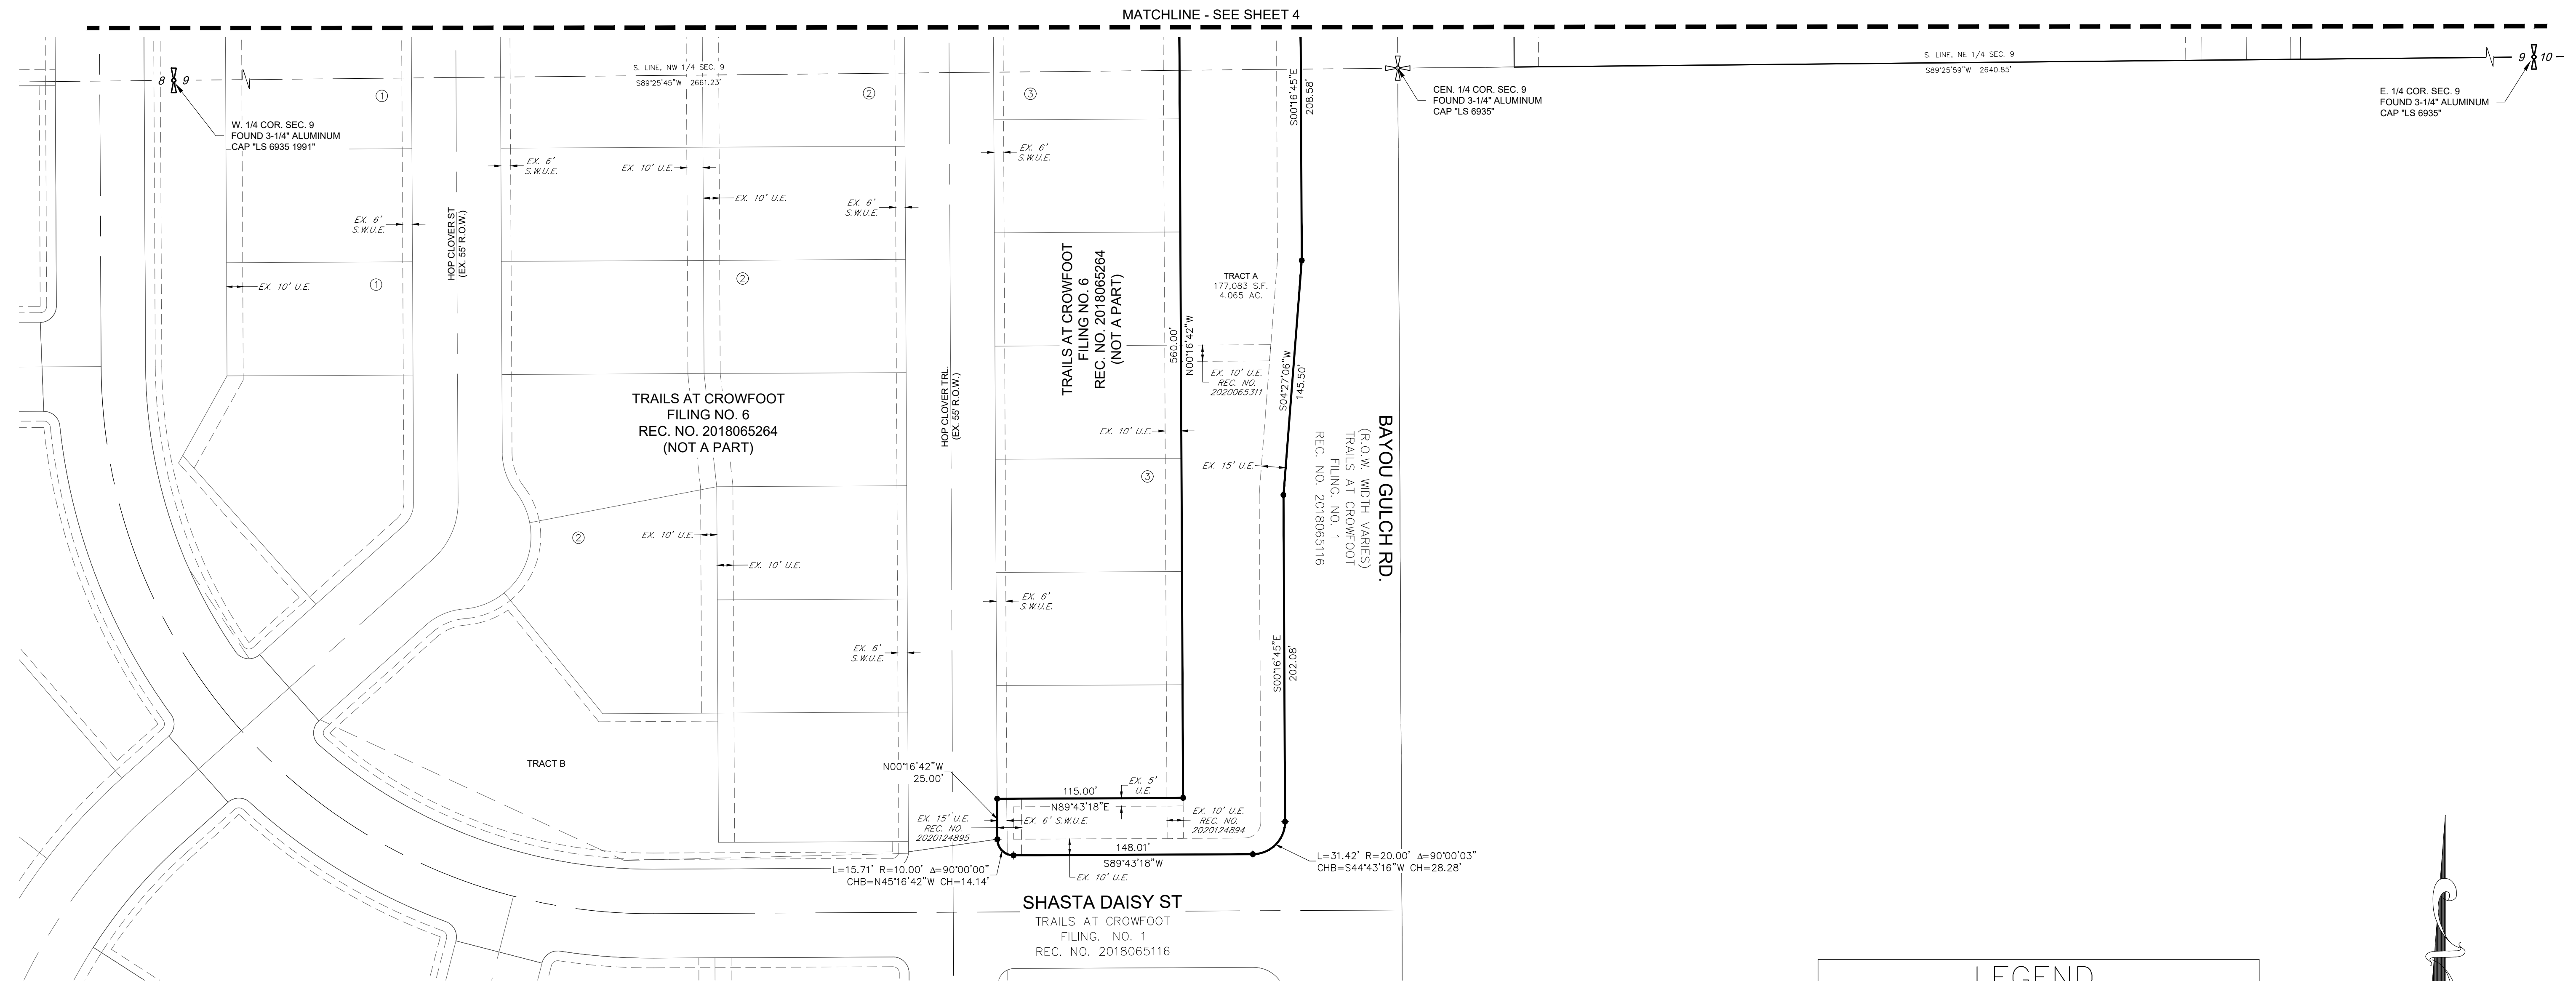 MATCHLINE - SEE SHEET 4
S. LINE, NW 1/4 SEC. 9
S89°25'45"W 2661.23'
S. LINE, NE 1/4 SEC. 9
S89°25'59"W 2640.85'
8 9
9 10
W. 1/4 COR. SEC. 9
FOUND 3-1/4" ALUMINUM
CAP "LS 6935 1991"
CEN. 1/4 COR. SEC. 9
FOUND 3-1/4" ALUMINUM
CAP "LS 6935"
E. 1/4 COR. SEC. 9
FOUND 3-1/4" ALUMINUM
CAP "LS 6935"
1
2
3
S00°16'45"E
208.58'
EX. 6'
S.W.U.E.
EX. 10' U.E.
EX. 10' U.E.
EX. 6'
S.W.U.E.
EX. 6'
S.W.U.E.
EX. 6'
S.W.U.E.
HOP CLOVER ST
(EX. 55' R.O.W.)
EX. 10' U.E.
1
2
TRAILS AT CROWFOOT
FILING NO. 6
REC. NO. 2018065264
(NOT A PART)
TRACT A
177,083 S.F.
4.065 AC.
560.00'
N00°16'42"W
EX. 10' U.E.
REC. NO.
2020065311
S04°27'06"W
145.50'
TRAILS AT CROWFOOT
FILING NO. 6
REC. NO. 2018065264
(NOT A PART)
HOP CLOVER TRL.
(EX. 55' R.O.W.)
EX. 10' U.E.
EX. 15' U.E.
3
BAYOU GULCH RD.
(R.O.W. WIDTH VARIES)
TRAILS AT CROWFOOT
FILING. NO. 1
REC. NO. 2018065116
2
EX. 10' U.E.
EX. 10' U.E.
EX. 6'
S.W.U.E.
EX. 6'
S.W.U.E.
S00°16'45"E
202.08'
TRACT B
N00°16'42"W
25.00'
115.00'
N89°43'18"E
EX. 5'
U.E.
EX. 15' U.E.
REC. NO.
2020124895
EX. 6' S.W.U.E.
EX. 10' U.E.
REC. NO.
2020124894
148.01'
S89°43'18"W
EX. 10' U.E.
L=15.71' R=10.00' Δ=90°00'00"
CHB=N45°16'42"W CH=14.14'
L=31.42' R=20.00' Δ=90°00'03"
CHB=S44°43'16"W CH=28.28'
SHASTA DAISY ST
TRAILS AT CROWFOOT
FILING. NO. 1
REC. NO. 2018065116
LEGEND